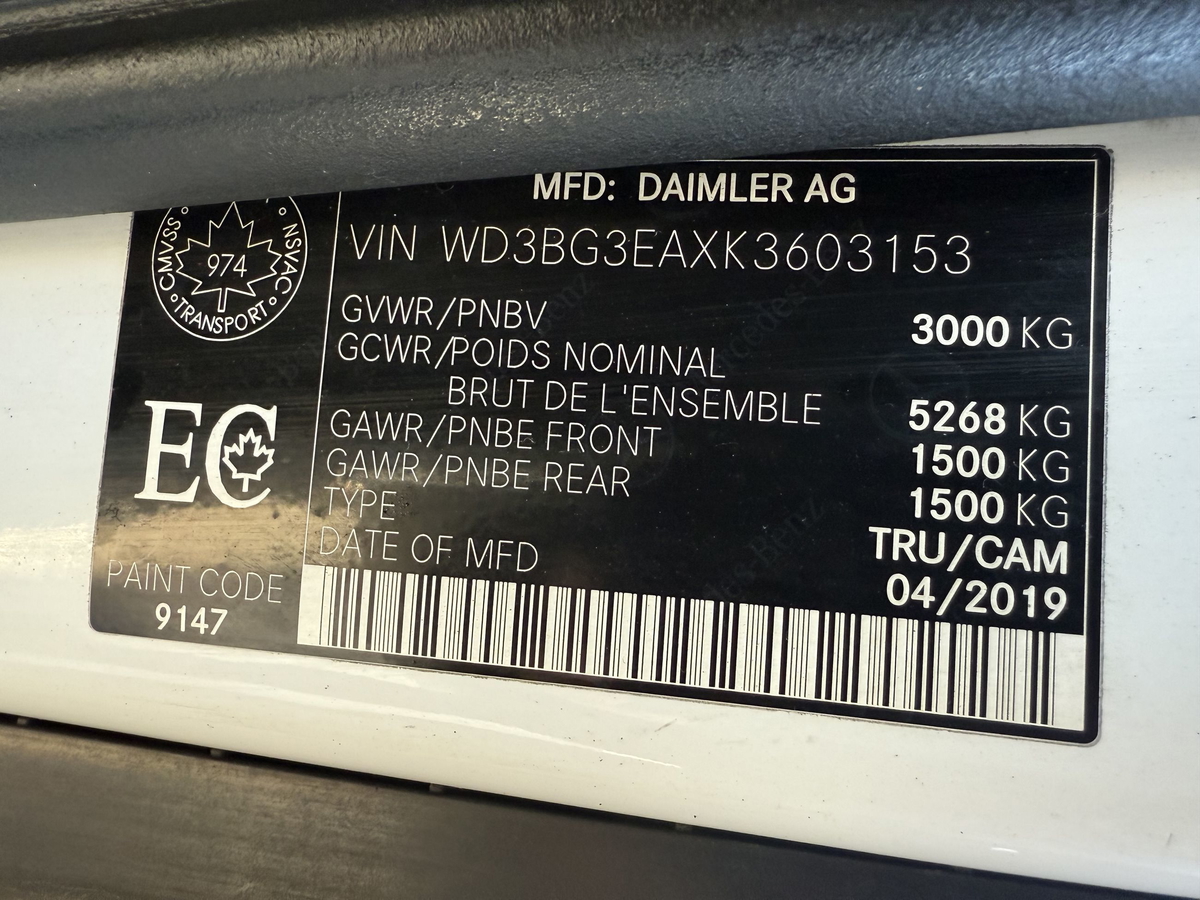 MFD: DAIMLER AG
CMVSS NSVAC
974
TRANSPORT
VIN WD3BG3EAXK3603153
GVWR/PNBV 3000 KG
GCWR/POIDS NOMINAL
BRUT DE L'ENSEMBLE 5268 KG
GAWR/PNBE FRONT 1500 KG
GAWR/PNBE REAR 1500 KG
TYPE TRU/CAM
DATE OF MFD 04/2019
EC
PAINT CODE
9147